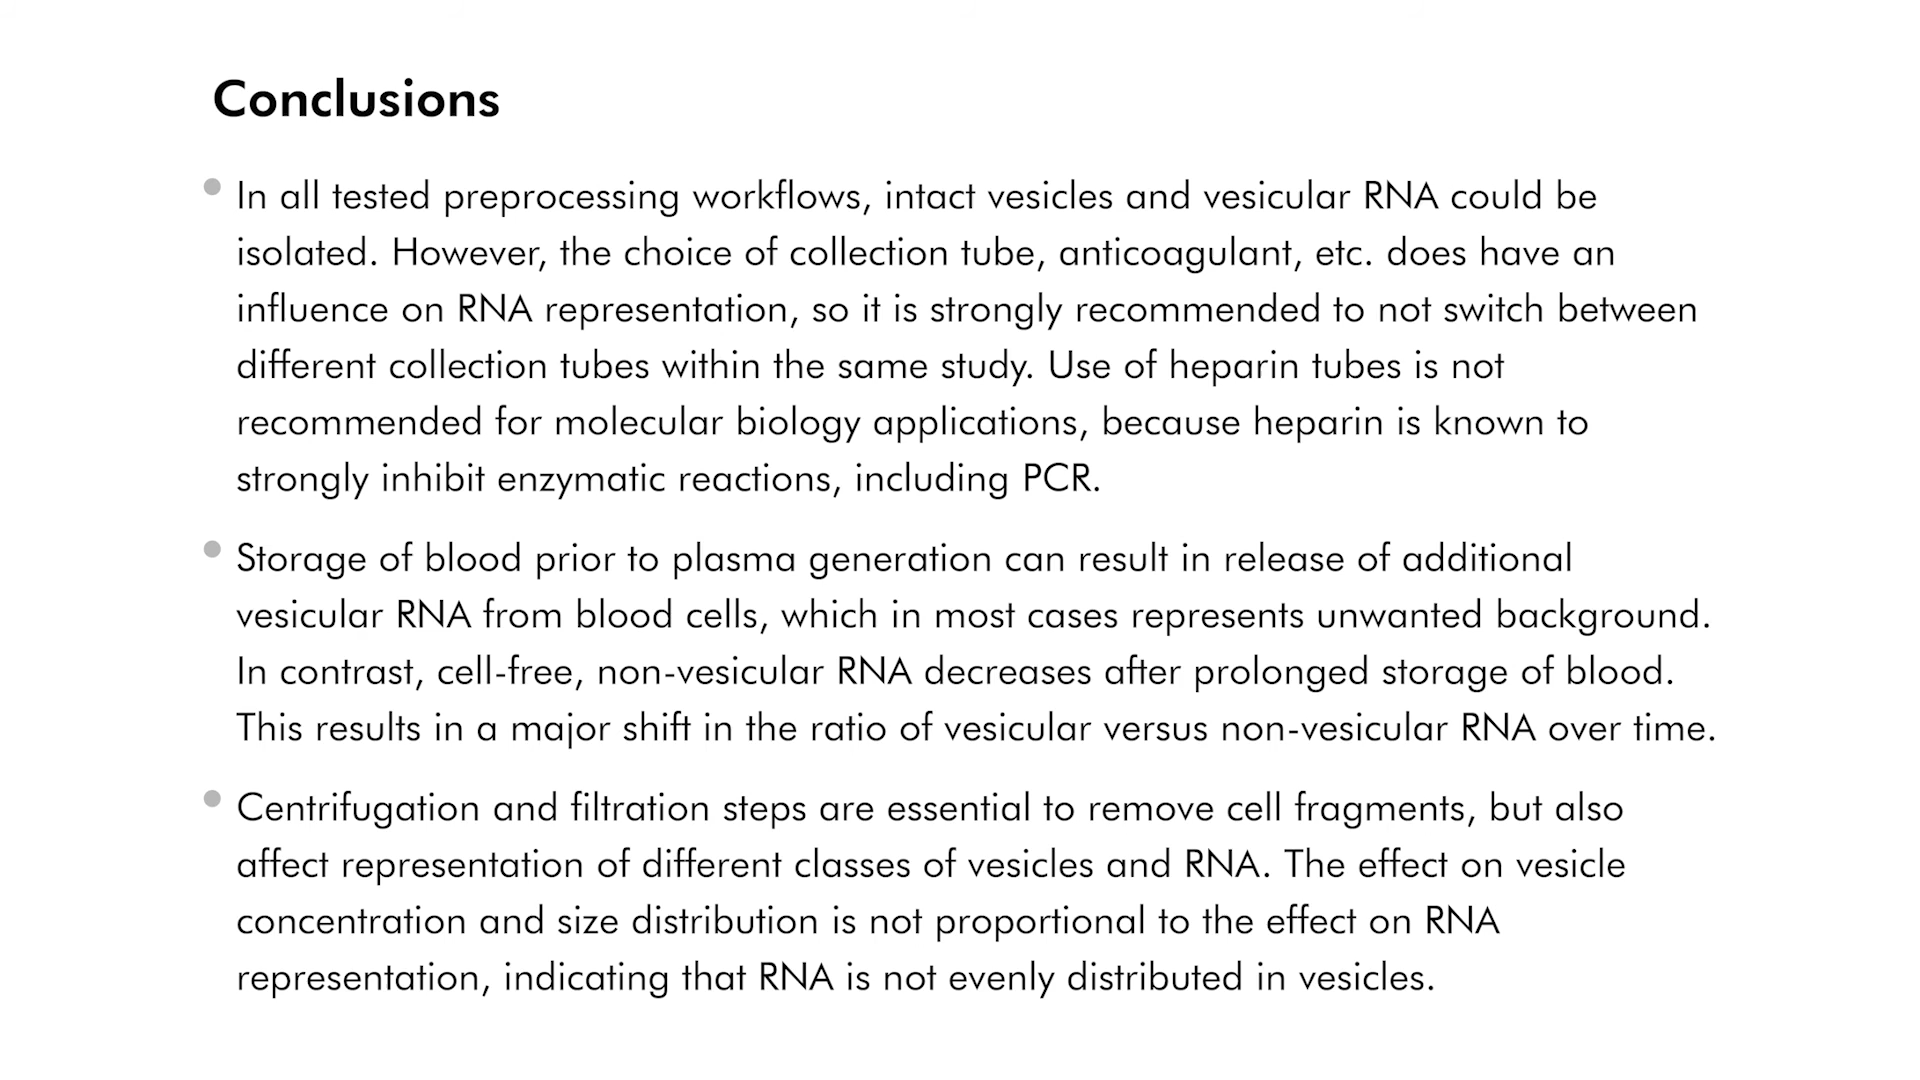 Conclusions
• In all tested preprocessing workflows, intact vesicles and vesicular RNA could be
isolated. However, the choice of collection tube, anticoagulant, etc. does have an
influence on RNA representation, so it is strongly recommended to not switch between
different collection tubes within the same study. Use of heparin tubes is not
recommended for molecular biology applications, because heparin is known to
strongly inhibit enzymatic reactions, including PCR.
• Storage of blood prior to plasma generation can result in release of additional
vesicular RNA from blood cells, which in most cases represents unwanted background.
In contrast, cell-free, non-vesicular RNA decreases after prolonged storage of blood.
This results in a major shift in the ratio of vesicular versus non-vesicular RNA over time.
• Centrifugation and filtration steps are essential to remove cell fragments, but also
affect representation of different classes of vesicles and RNA. The effect on vesicle
concentration and size distribution is not proportional to the effect on RNA
representation, indicating that RNA is not evenly distributed in vesicles.